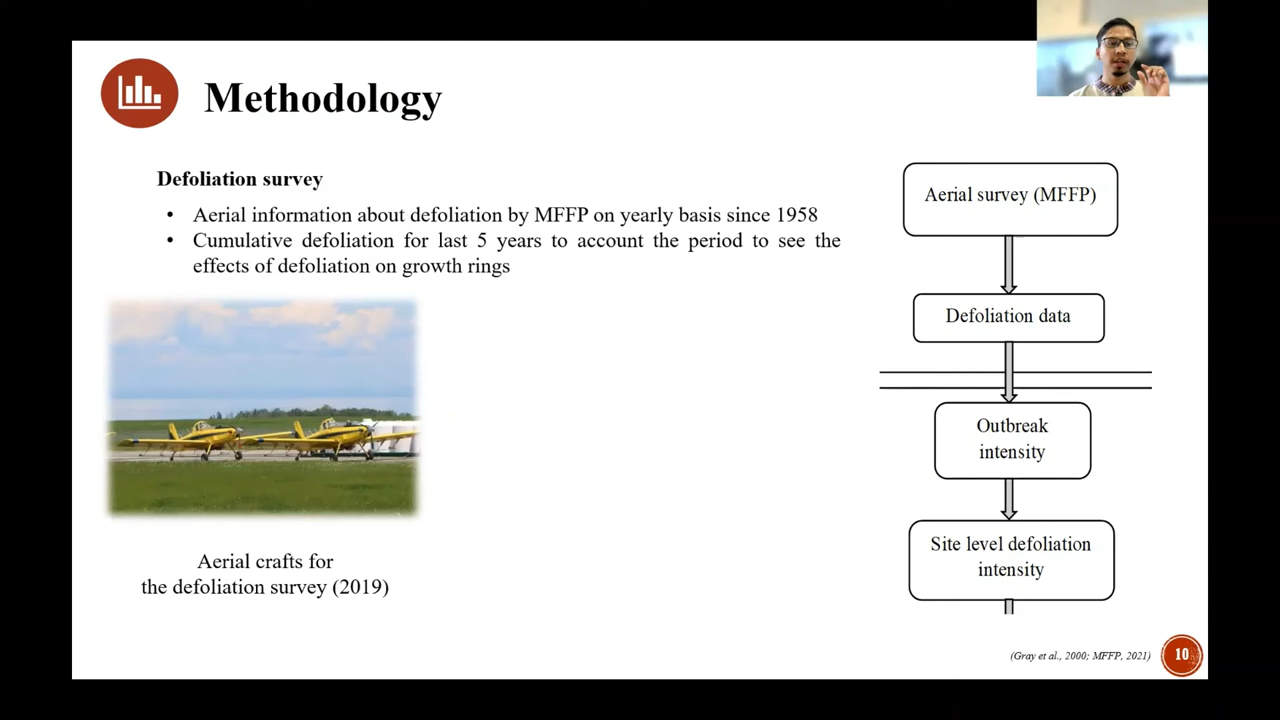 Methodology
Defoliation survey
• Aerial information about defoliation by MFFP on yearly basis since 1958
• Cumulative defoliation for last 5 years to account the period to see the
effects of defoliation on growth rings
Aerial crafts for
the defoliation survey (2019)
Aerial survey (MFFP)
Defoliation data
Outbreak
intensity
Site level defoliation
intensity
(Gray et al., 2000; MFFP, 2021)
10